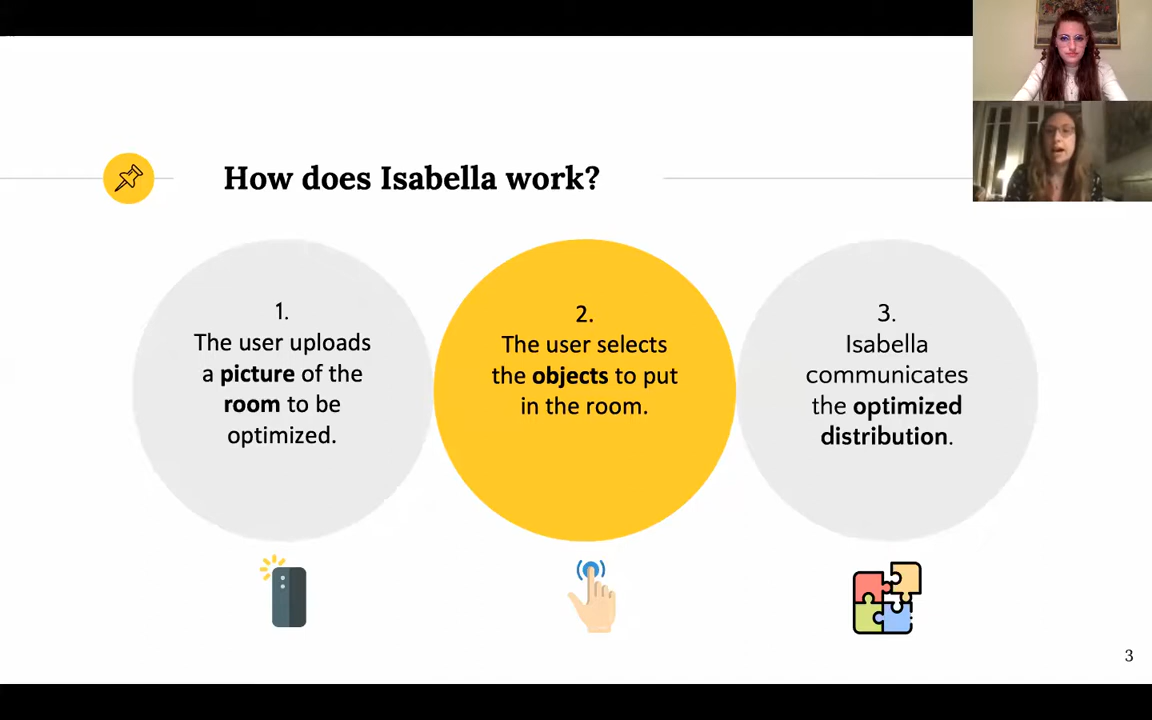 How does Isabella work?
1.
The user uploads
a picture of the
room to be
optimized.
2.
The user selects
the objects to put
in the room.
3.
Isabella
communicates
the optimized
distribution.
3